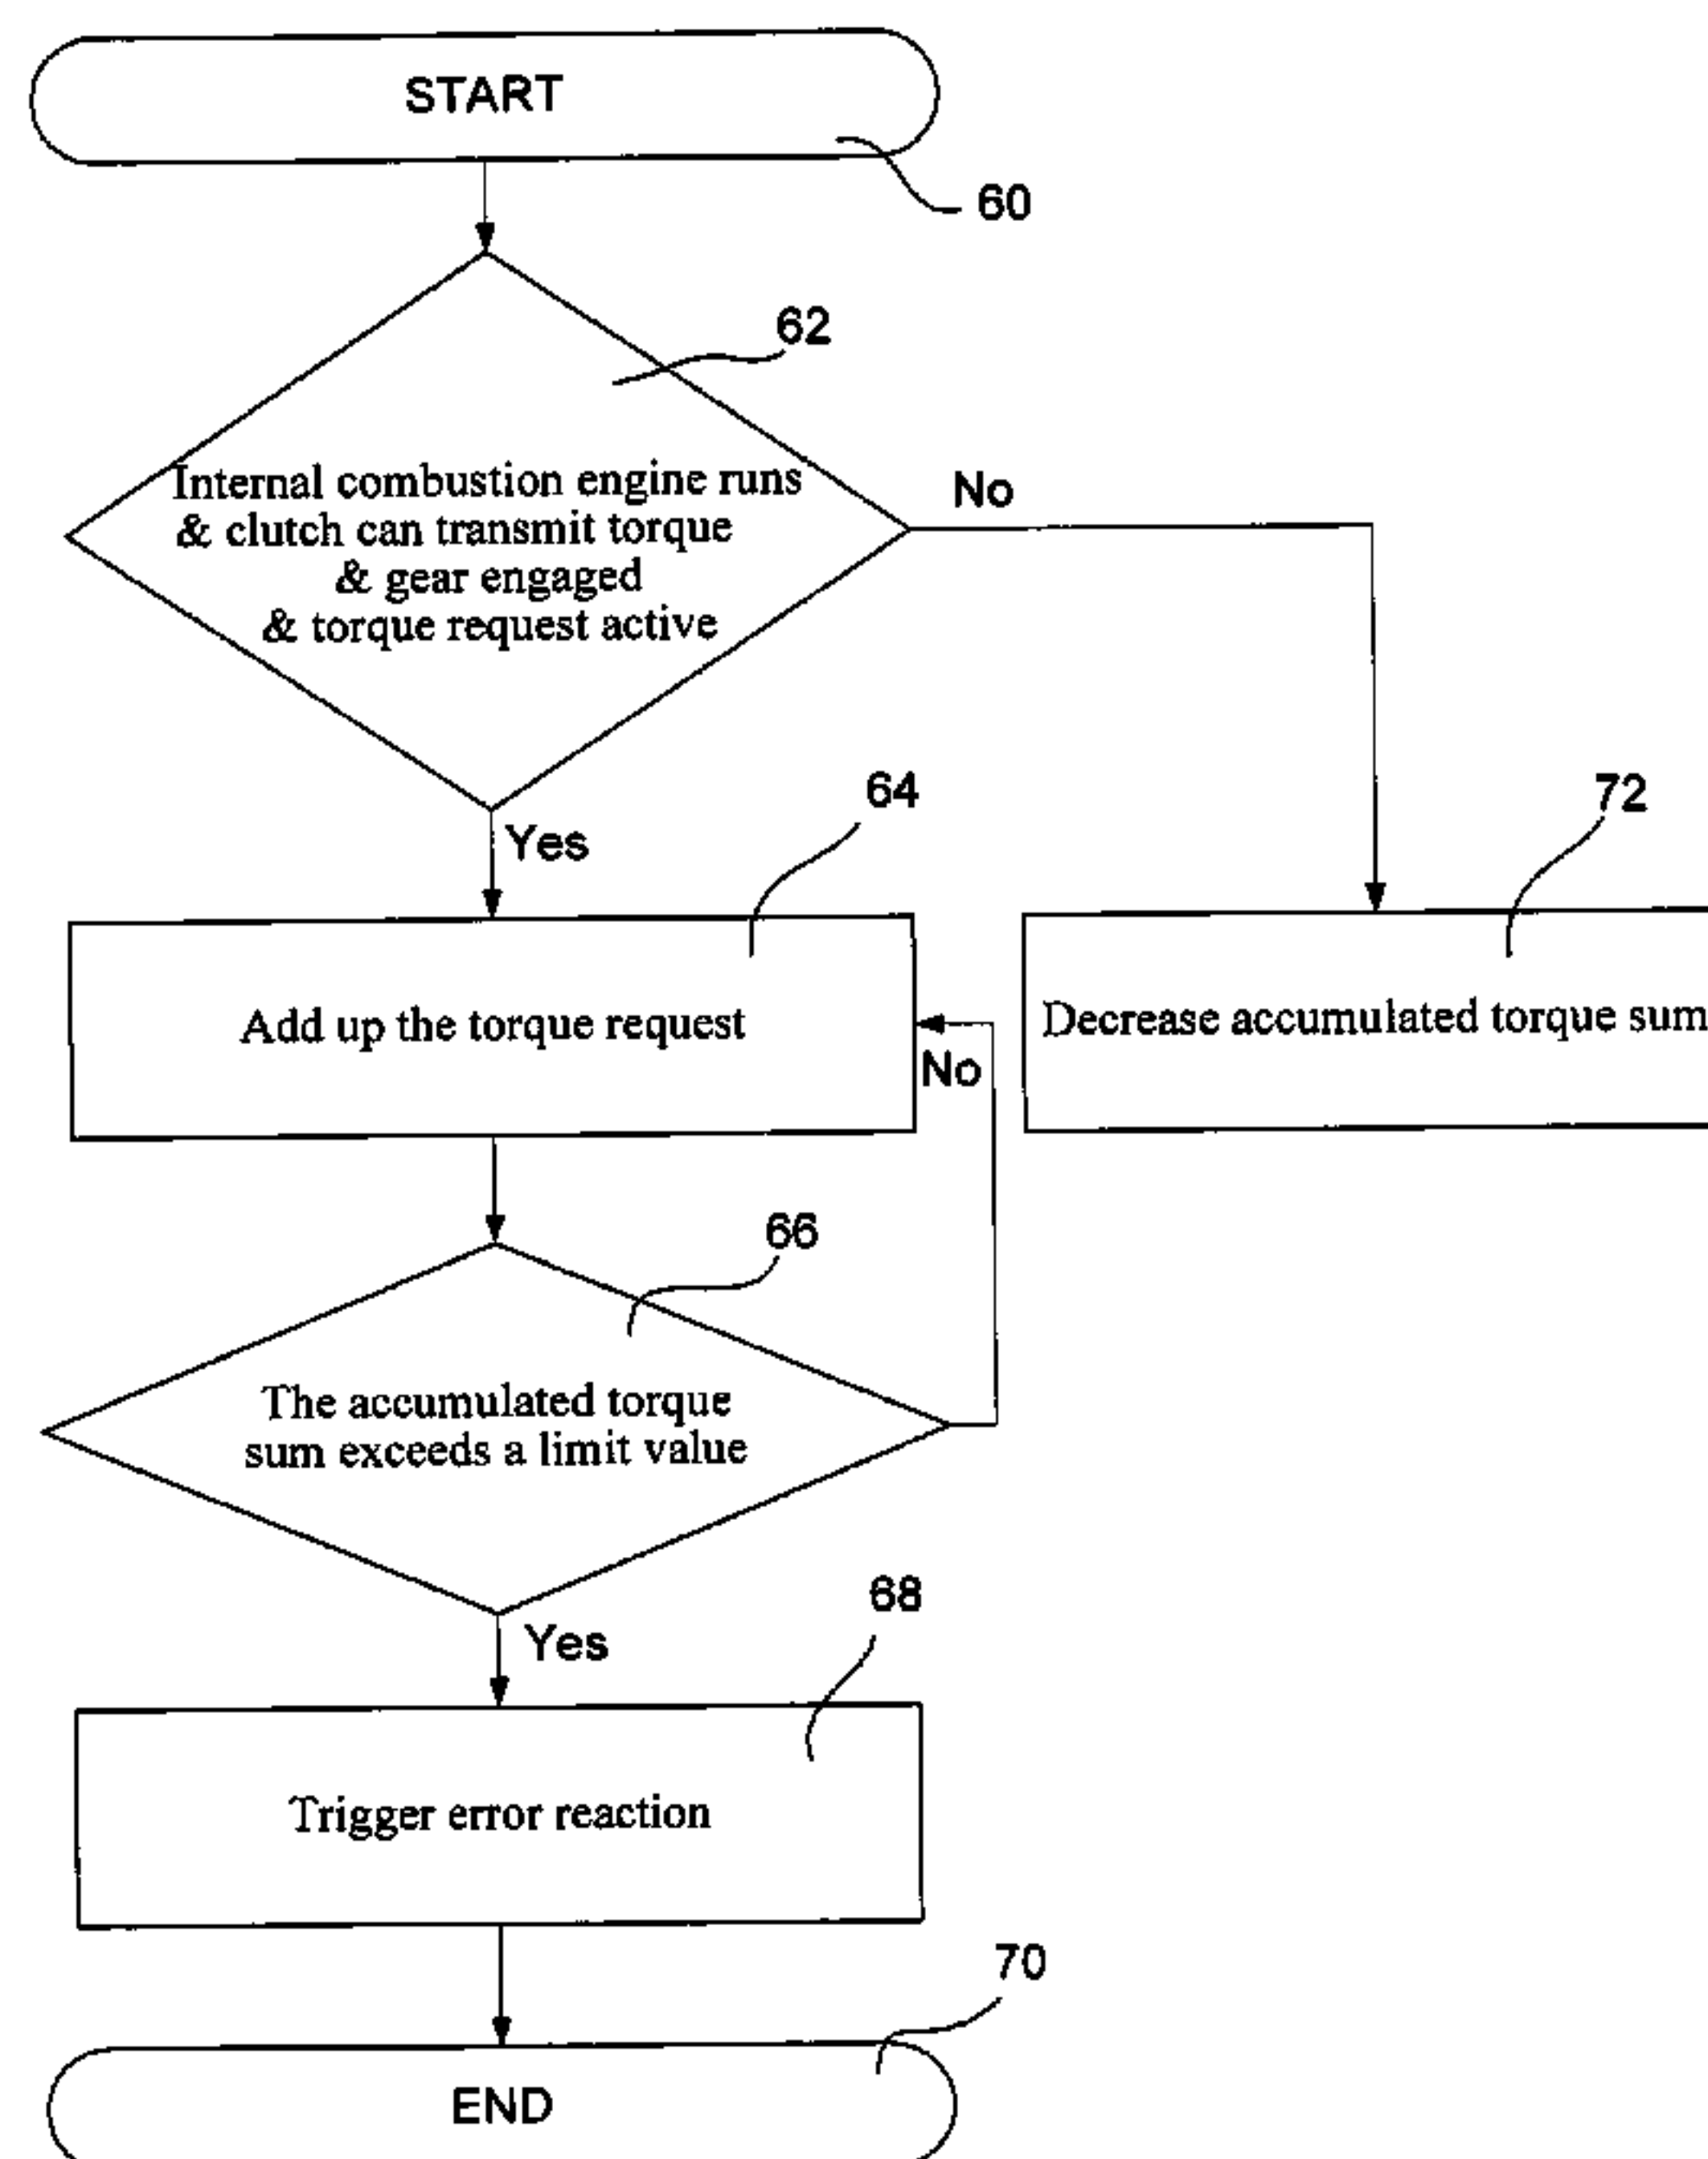 START
60
62
Internal combustion engine runs
& clutch can transmit torque
& gear engaged
& torque request active
No
Yes
64
72
Add up the torque request
No
Decrease accumulated torque sum
66
The accumulated torque
sum exceeds a limit value
Yes
68
Trigger error reaction
70
END